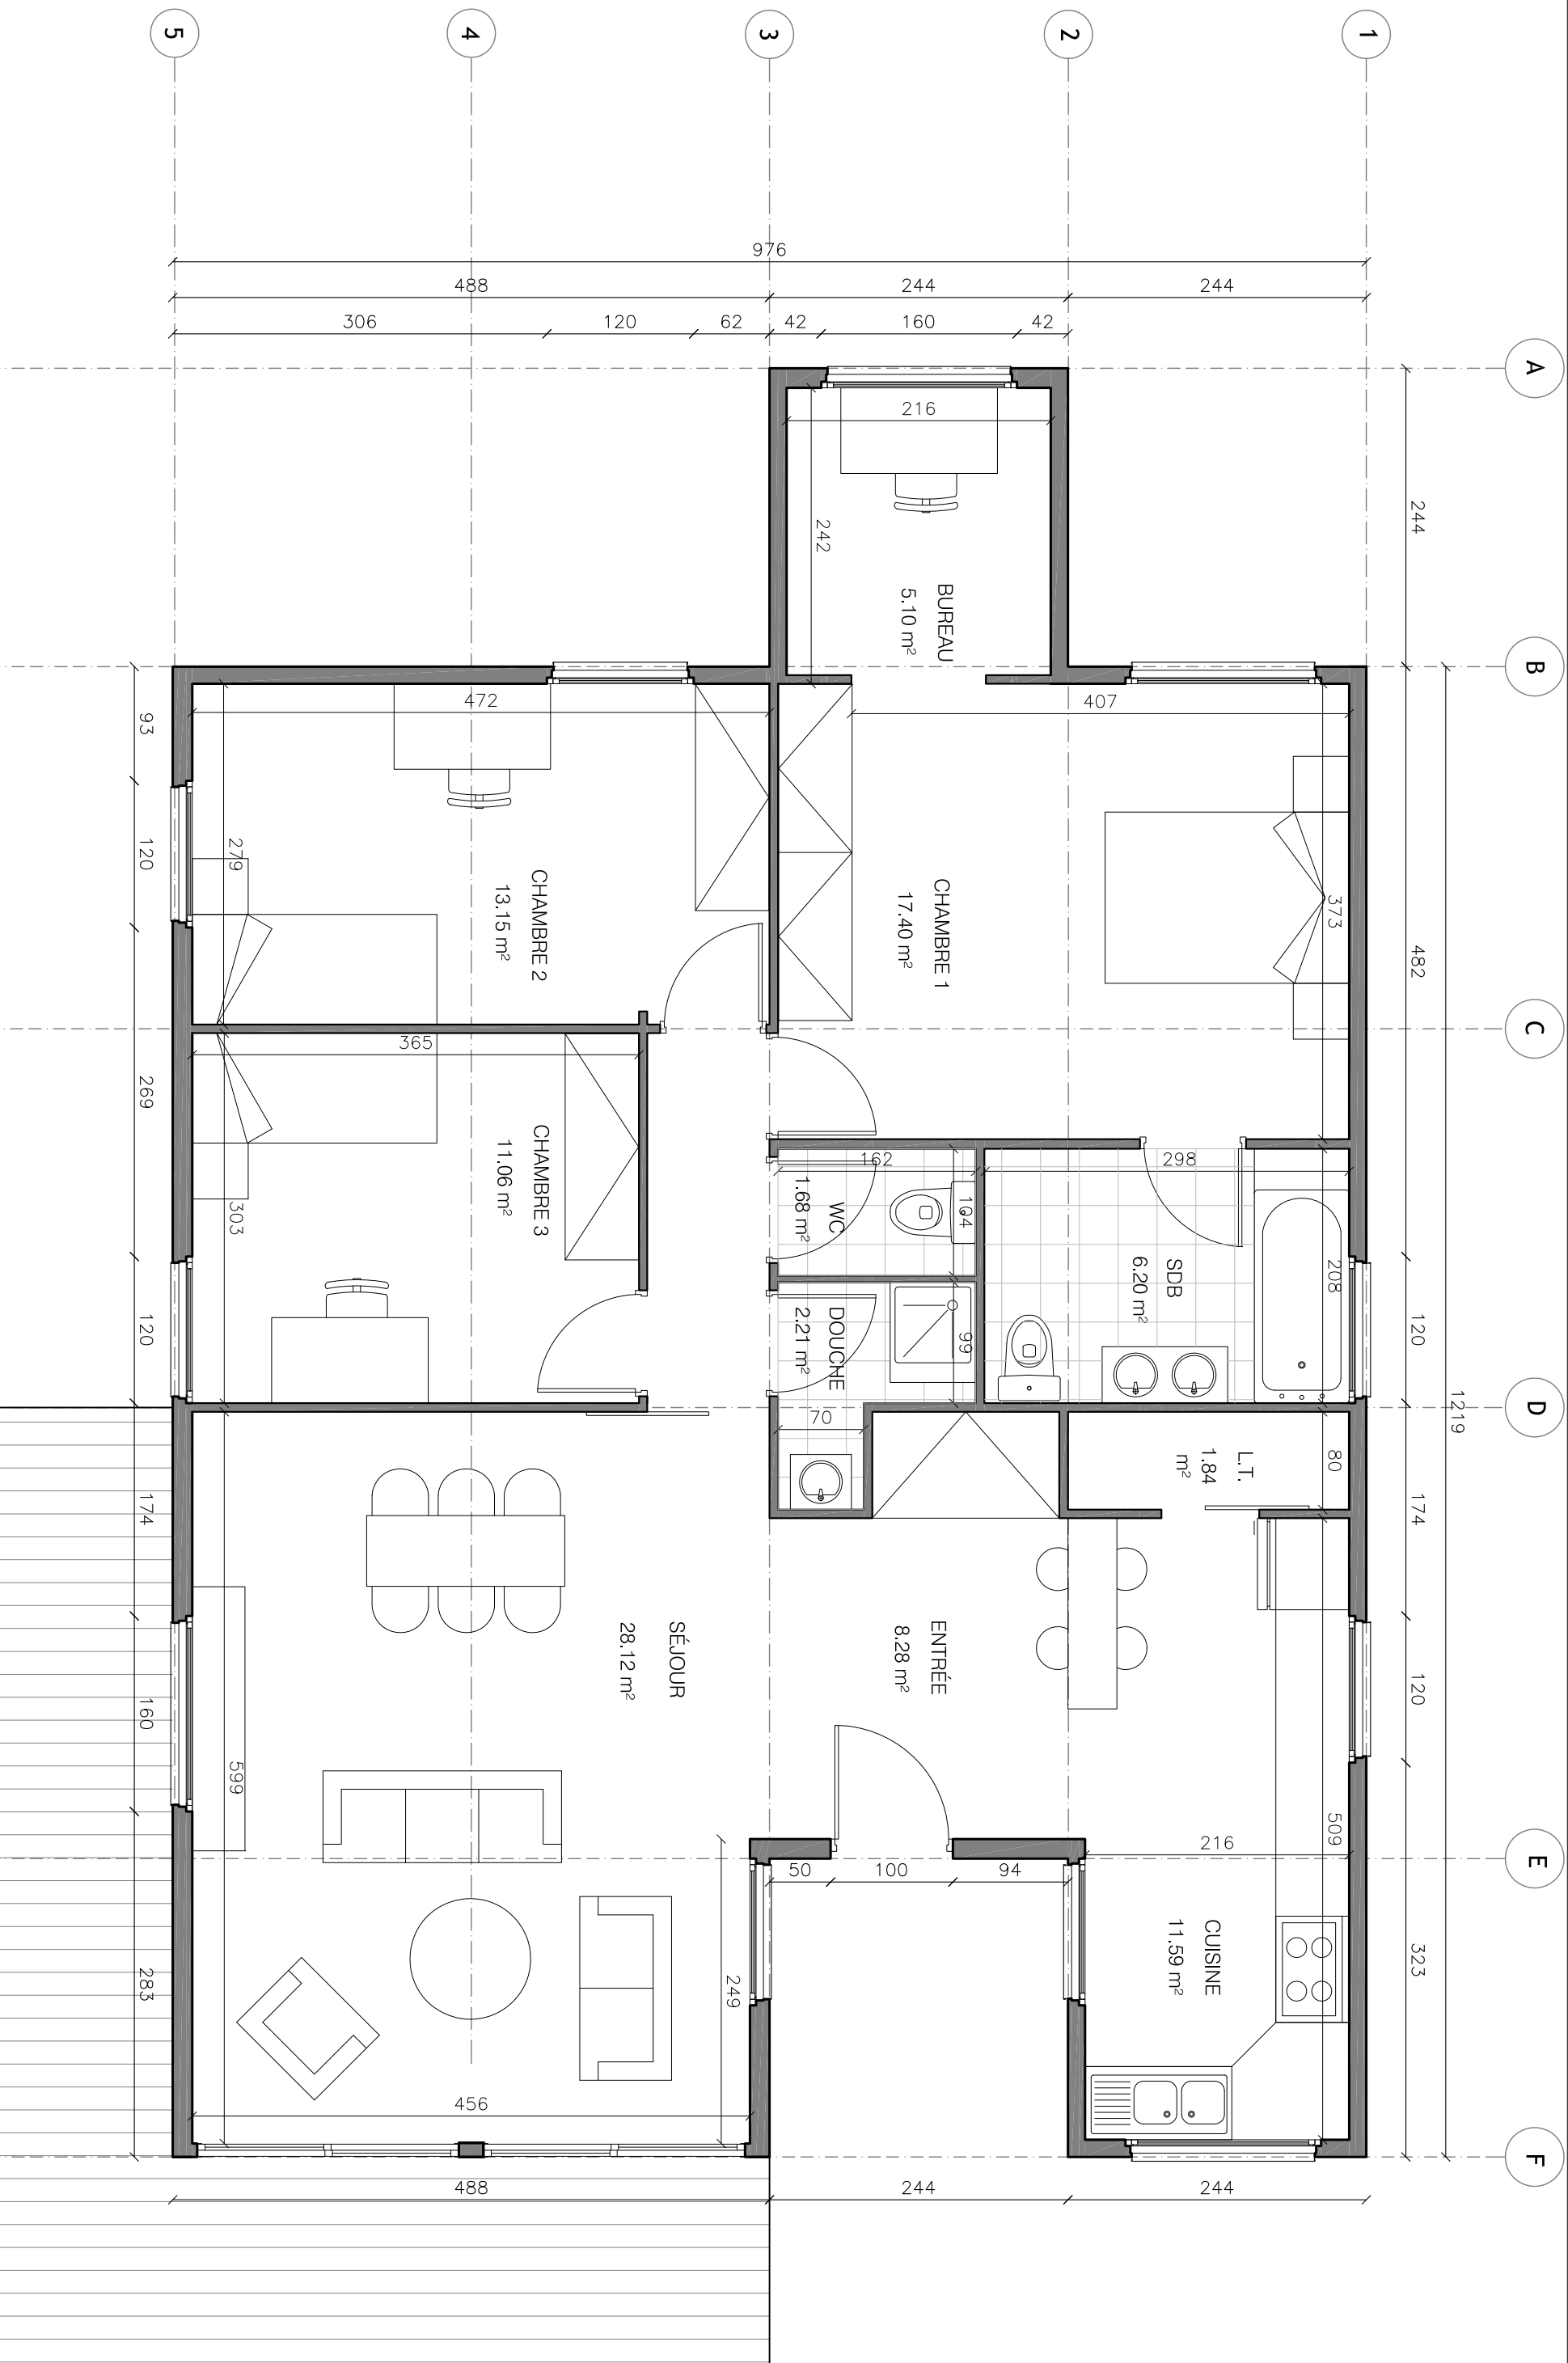 5
4
3
2
1
A
B
C
D
E
F
976
488
244
244
306
120
62
42
160
42
244
482
120
174
120
323
1219
93
120
269
120
174
160
283
488
244
244
216
242
BUREAU
5.10 m²
472
279
CHAMBRE 2
13.15 m²
407
373
CHAMBRE 1
17.40 m²
365
303
CHAMBRE 3
11.06 m²
162
104
WC
1.68 m²
298
208
SDB
6.20 m²
99
DOUCHE
2.21 m²
70
80
L.T.
1.84
m²
SÉJOUR
28.12 m²
599
249
456
ENTRÉE
8.28 m²
50
100
94
216
509
CUISINE
11.59 m²